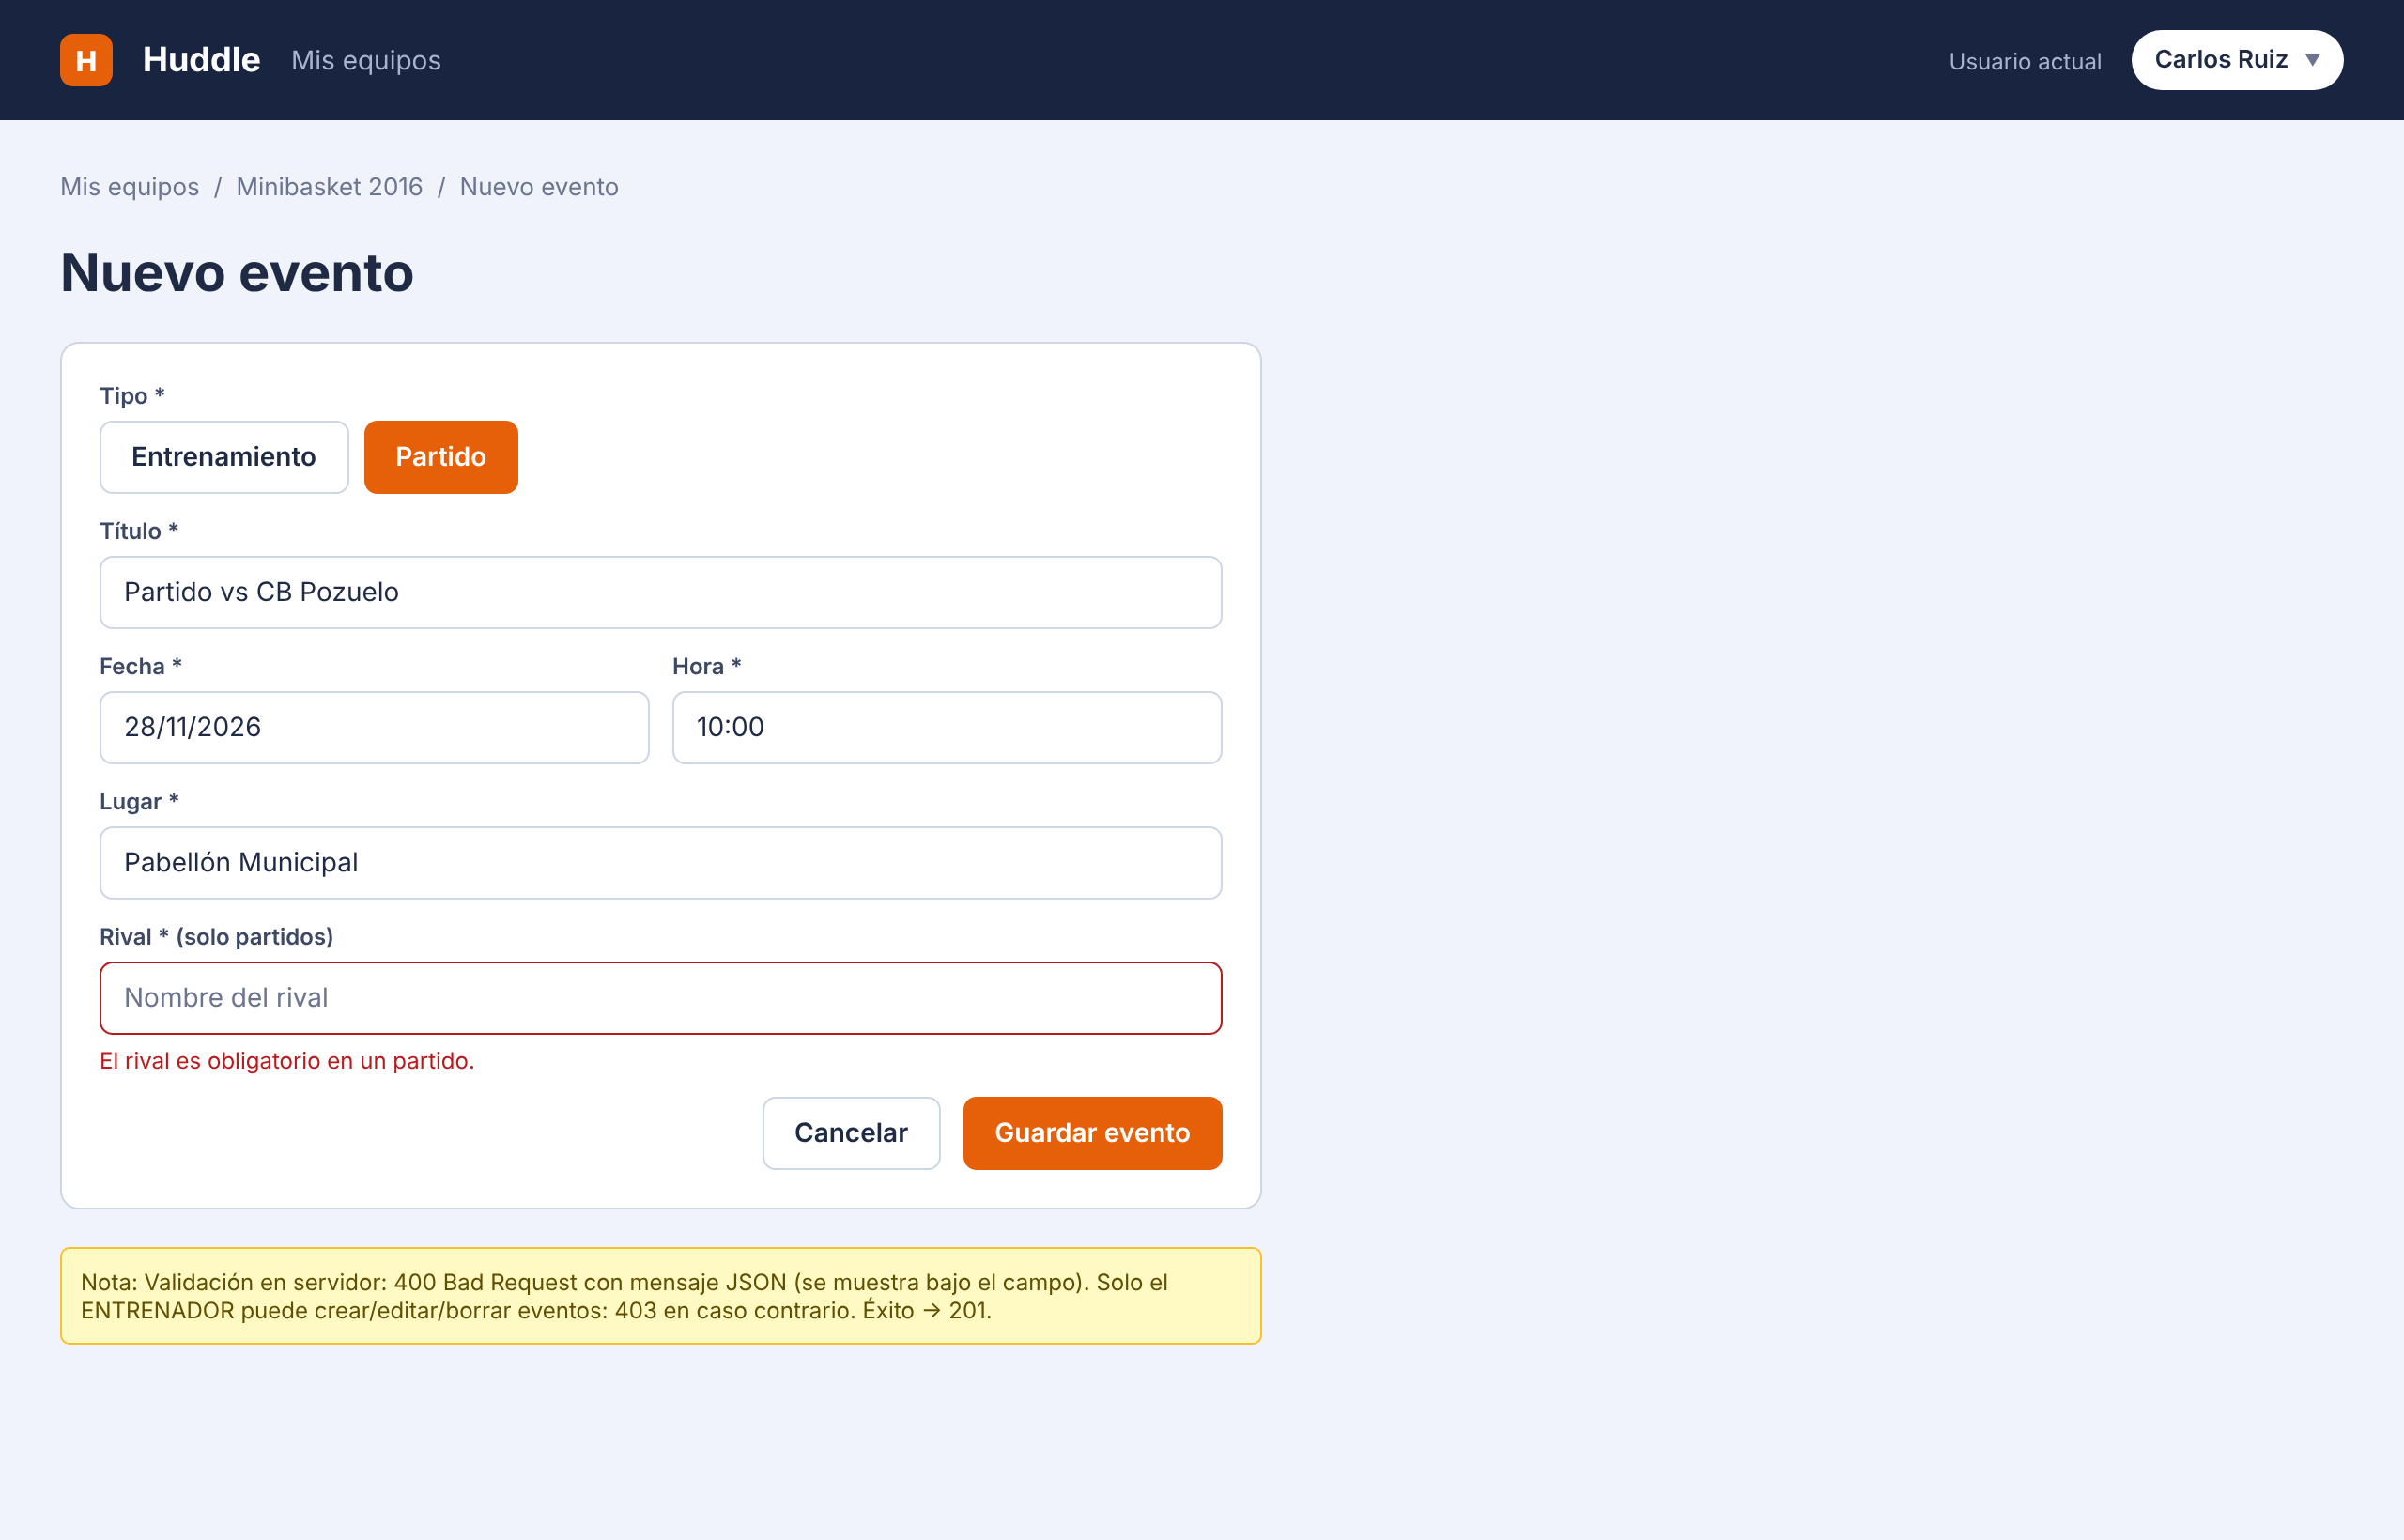 H Huddle Mis equipos Usuario actual Carlos Ruiz ▼
Mis equipos / Minibasket 2016 / Nuevo evento
Nuevo evento
Tipo *
Entrenamiento Partido
Título *
Partido vs CB Pozuelo
Fecha * Hora *
28/11/2026 10:00
Lugar *
Pabellón Municipal
Rival * (solo partidos)
Nombre del rival
El rival es obligatorio en un partido.
Cancelar Guardar evento
Nota: Validación en servidor: 400 Bad Request con mensaje JSON (se muestra bajo el campo). Solo el
ENTRENADOR puede crear/editar/borrar eventos: 403 en caso contrario. Éxito → 201.